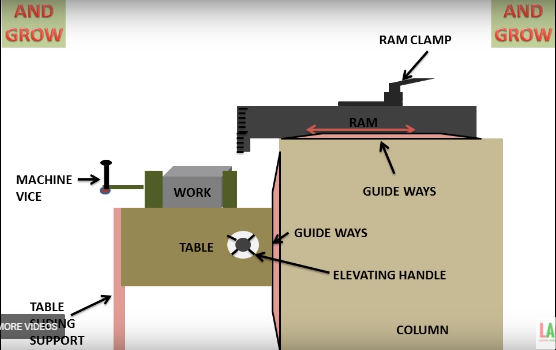 AND
GROW
AND
GROW
RAM CLAMP
RAM
MACHINE
VICE
WORK
GUIDE WAYS
TABLE
GUIDE WAYS
ELEVATING HANDLE
TABLE
MORE VIDEOS
SUPPORT
COLUMN
LA